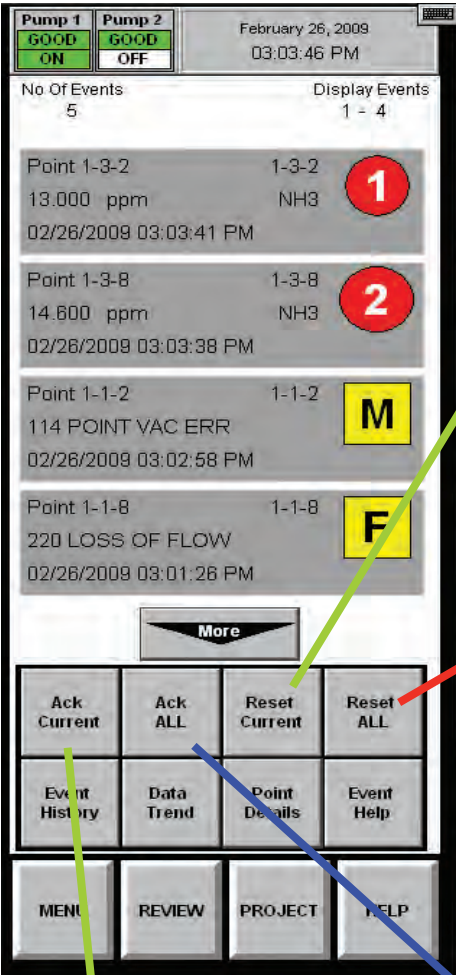 Pump 1 Pump 2
GOOD GOOD
ON OFF
February 26, 2009
03:03:46 PM
No Of Events Display Events
5 1 - 4
Point 1-3-2 1-3-2
13.000 ppm NH3
1
02/26/2009 03:03:41 PM
Point 1-3-8 1-3-8
14.600 ppm NH3
2
02/26/2009 03:03:38 PM
Point 1-1-2 1-1-2
114 POINT VAC ERR
M
02/26/2009 03:02:58 PM
Point 1-1-8 1-1-8
220 LOSS OF FLOW
F
02/26/2009 03:01:26 PM
More
Ack Current
Ack ALL
Reset Current
Reset ALL
Event History
Data Trend
Point Details
Event Help
MENU REVIEW PROJECT HELP